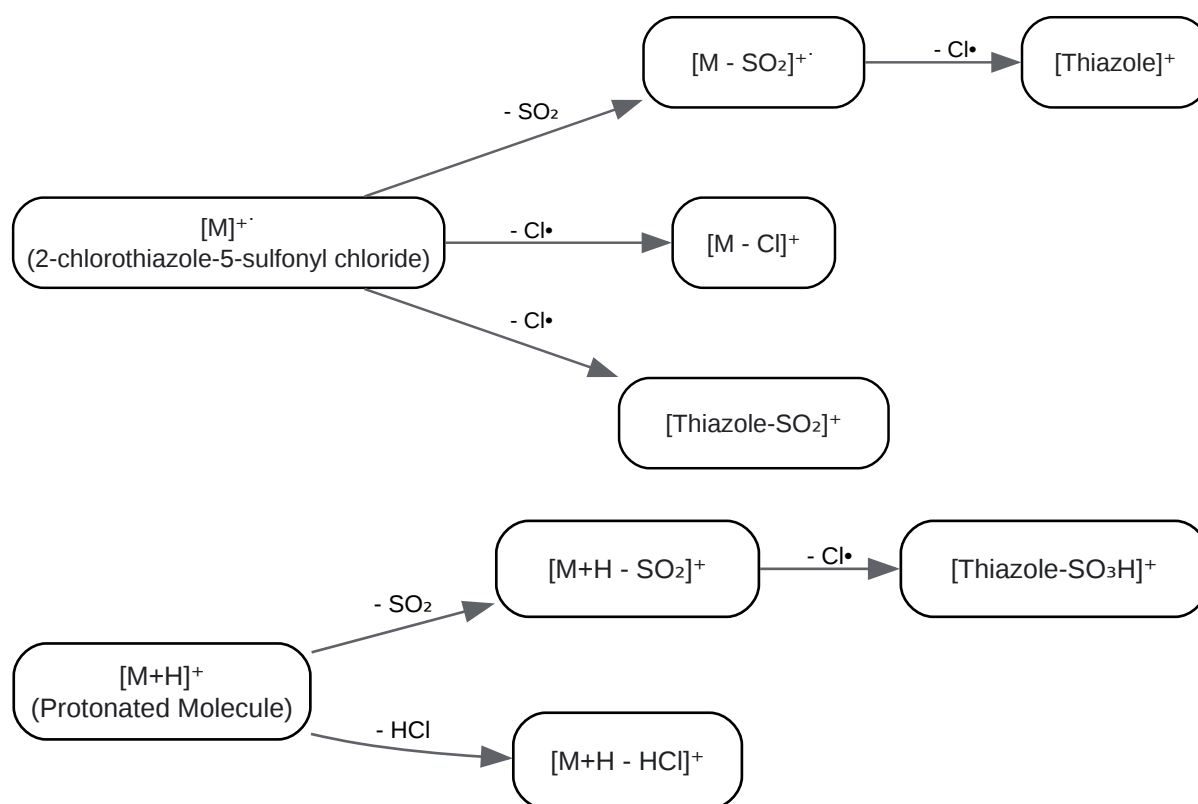 [M - SO₂]⁺˙
- Cl•
[Thiazole]⁺
- SO₂
[M]⁺˙
(2-chlorothiazole-5-sulfonyl chloride)
- Cl•
[M - Cl]⁺
- Cl•
[Thiazole-SO₂]⁺
[M+H - SO₂]⁺
- Cl•
[Thiazole-SO₃H]⁺
- SO₂
[M+H]⁺
(Protonated Molecule)
- HCl
[M+H - HCl]⁺